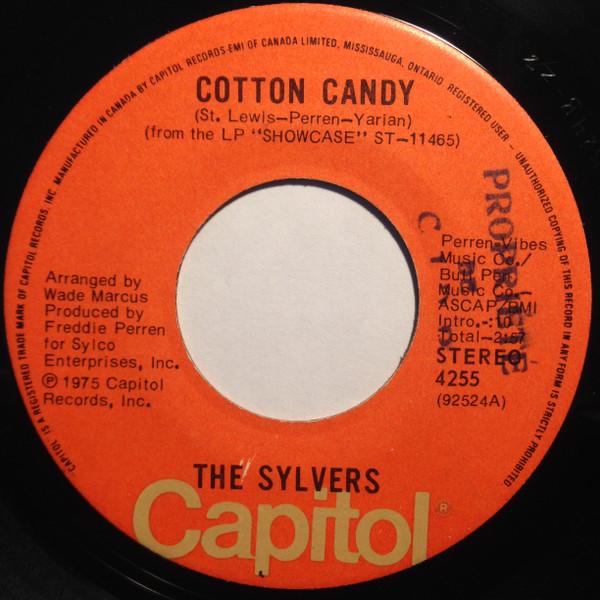 COTTON CANDY
(St. Lewis—Perren—Yarian)
(from the LP "SHOWCASE" ST—11465)
Arranged by
Wade Marcus
Produced by
Freddie Perren
for Sylco
Enterprises, Inc.
℗ 1975 Capitol
Records, Inc.
Perren-Vibes
Music Co./
Bull Pen
Music Co.
ASCAP/BMI
Intro.-:10
Total-2:57
STEREO
4255
(92524A)
THE SYLVERS
Capitol®
"CAPITOL" IS A REGISTERED TRADE MARK OF CAPITOL RECORDS, INC. MANUFACTURED IN CANADA BY CAPITOL RECORDS-EMI OF CANADA LIMITED, MISSISSAUGA, ONTARIO REGISTERED USER – UNAUTHORIZED COPYING OF THIS RECORD IN ANY FORM IS STRICTLY PROHIBITED